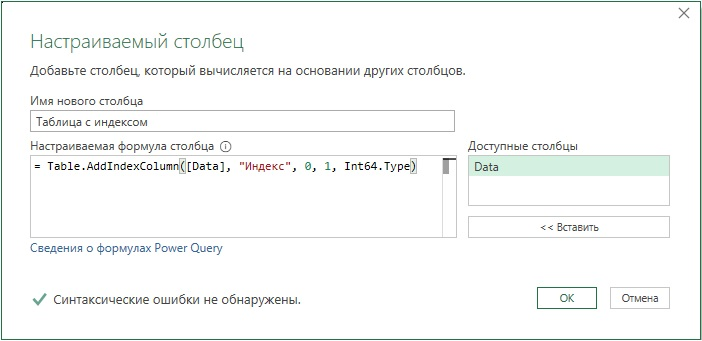 Настраиваемый столбец
Добавьте столбец, который вычисляется на основании других столбцов.
Имя нового столбца
Таблица с индексом
Настраиваемая формула столбца
Доступные столбцы
= Table.AddIndexColumn([Data], "Индекс", 0, 1, Int64.Type)
Data
<< Вставить
Сведения о формулах Power Query
Синтаксические ошибки не обнаружены.
ОК
Отмена